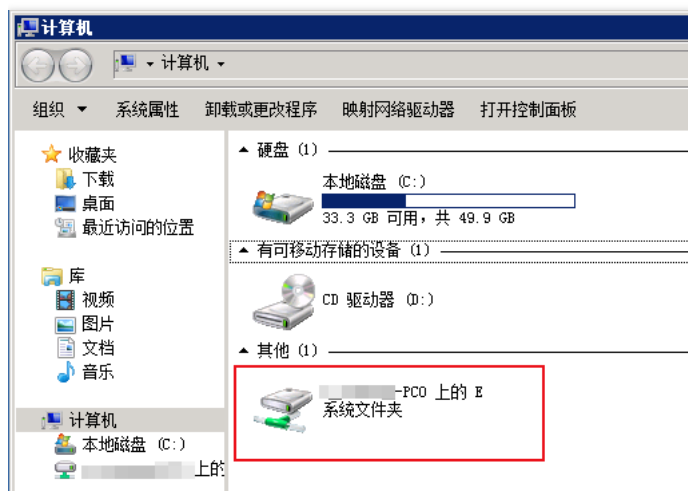 计算机
计算机
组织 系统属性 卸载或更改程序 映射网络驱动器 打开控制面板
收藏夹
下载
桌面
最近访问的位置
库
视频
图片
文档
音乐
计算机
本地磁盘 (C:)
上的
硬盘 (1)
本地磁盘 (C:)
33.3 GB 可用，共 49.9 GB
有可移动存储的设备 (1)
CD 驱动器 (D:)
其他 (1)
-PC0 上的 E
系统文件夹